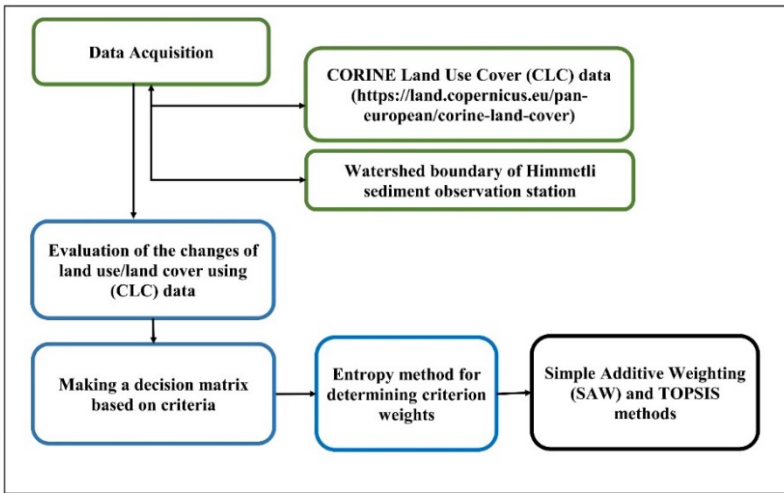 Data Acquisition
CORINE Land Use Cover (CLC) data
(https://land.copernicus.eu/pan-
european/corine-land-cover)
Watershed boundary of Himmetli
sediment observation station
Evaluation of the changes of
land use/land cover using
(CLC) data
Making a decision matrix
based on criteria
Entropy method for
determining criterion
weights
Simple Additive Weighting
(SAW) and TOPSIS
methods